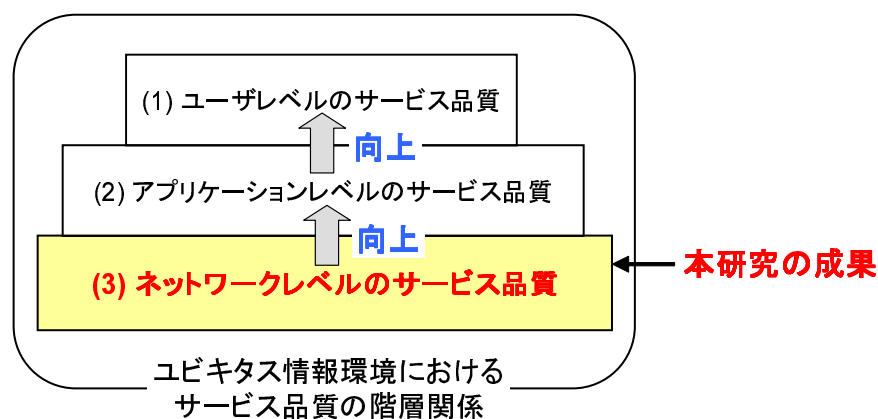 (1) ユーザレベルのサービス品質
向上
(2) アプリケーションレベルのサービス品質
向上
(3) ネットワークレベルのサービス品質
本研究の成果
ユビキタス情報環境における
サービス品質の階層関係